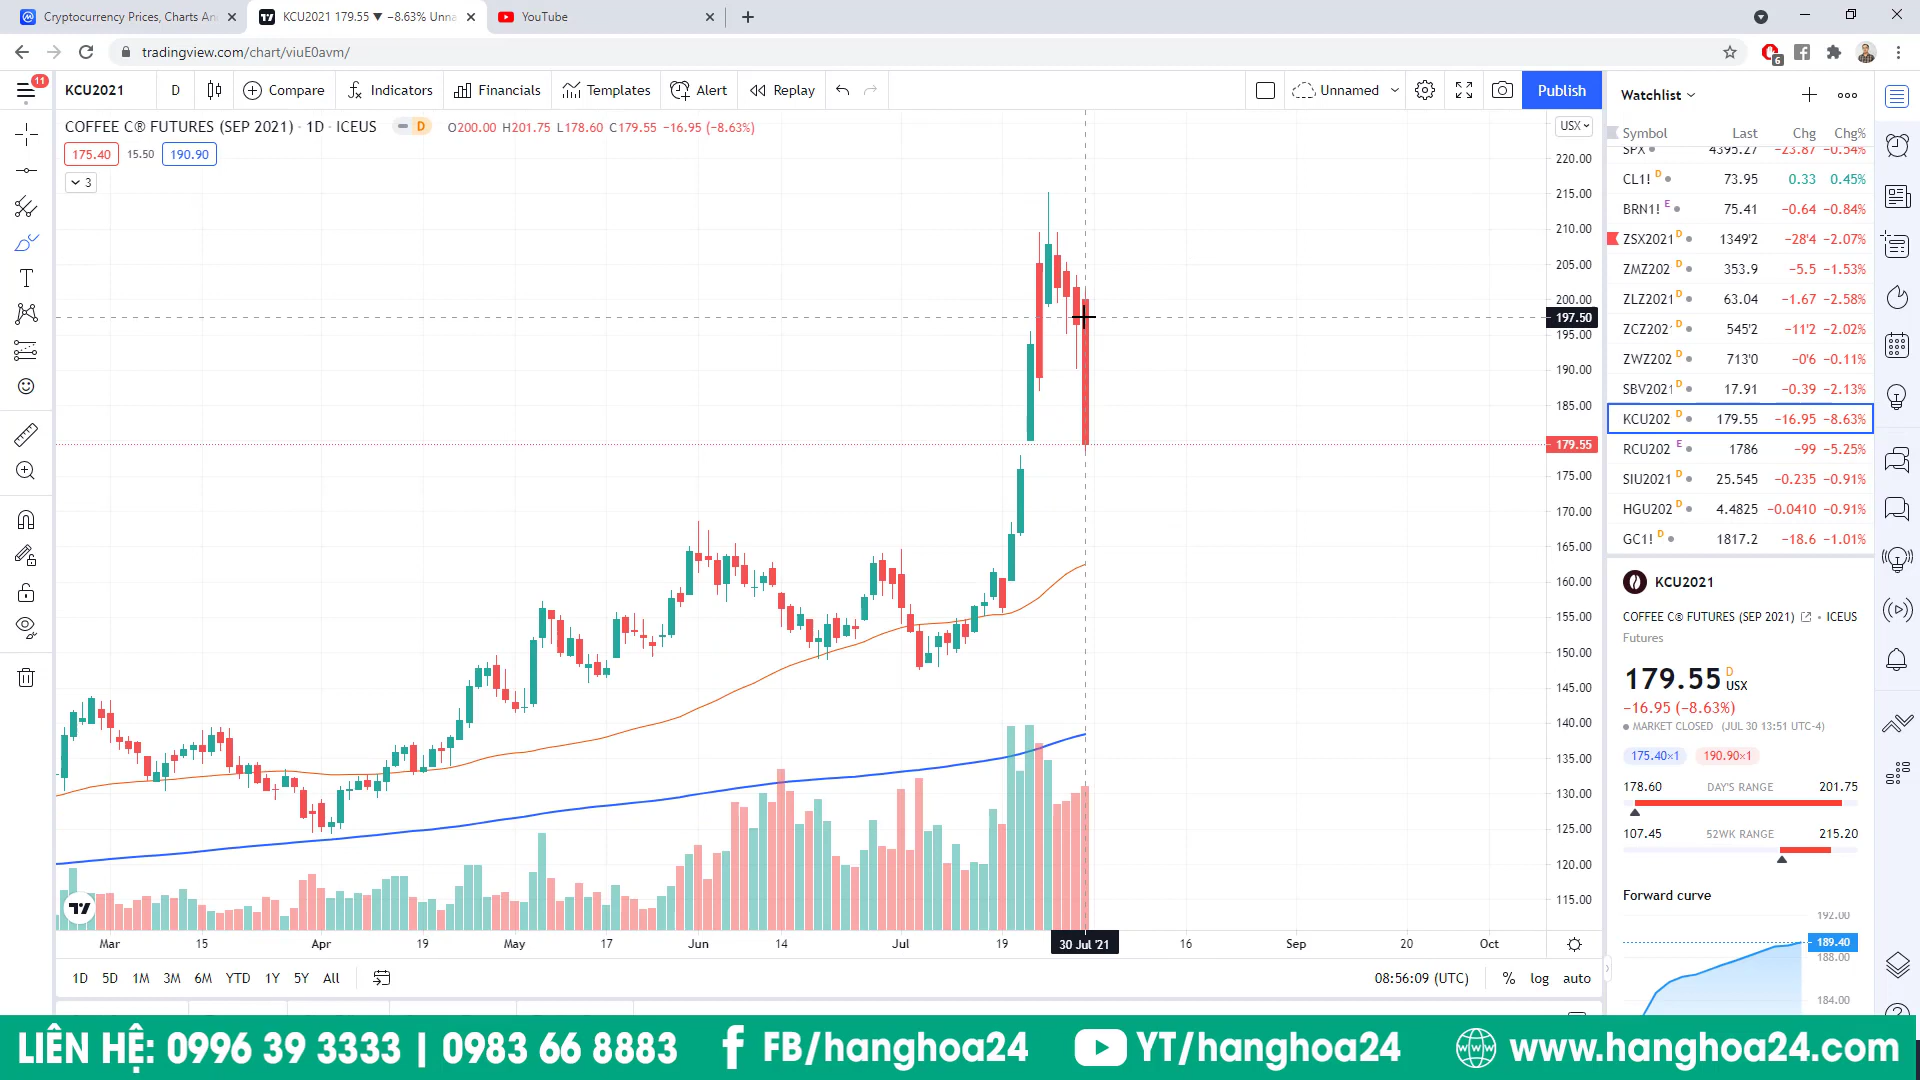 Cryptocurrency Prices, Charts An
KCU2021 179.55 ▼ −8.63% Unna
YouTube
tradingview.com/chart/viuE0avm/
6
11
KCU2021
D
Compare
Indicators
Financials
Templates
Alert
Replay
Unnamed
Publish
COFFEE C® FUTURES (SEP 2021) · 1D · ICEUS
D
O200.00 H201.75 L178.60 C179.55 −16.95 (−8.63%)
175.40
15.50
190.90
3
USX
220.00
215.00
210.00
205.00
200.00
197.50
195.00
190.00
185.00
179.55
175.00
170.00
165.00
160.00
155.00
150.00
145.00
140.00
135.00
130.00
125.00
120.00
115.00
Mar
15
Apr
19
May
17
Jun
14
Jul
19
30 Jul '21
16
Sep
20
Oct
1D
5D
1M
3M
6M
YTD
1Y
5Y
All
08:56:09 (UTC)
%
log
auto
Watchlist
Symbol Last Chg Chg%
SPX 4395.27 −23.87 −0.54%
CL1! D 73.95 0.33 0.45%
BRN1! E 75.41 −0.64 −0.84%
ZSX2021 D 1349'2 −28'4 −2.07%
ZMZ202 D 353.9 −5.5 −1.53%
ZLZ2021 D 63.04 −1.67 −2.58%
ZCZ202 D 545'2 −11'2 −2.02%
ZWZ202 D 713'0 −0'6 −0.11%
SBV2021 D 17.91 −0.39 −2.13%
KCU202 D 179.55 −16.95 −8.63%
RCU202 E 1786 −99 −5.25%
SIU2021 D 25.545 −0.235 −0.91%
HGU202 D 4.4825 −0.0410 −0.91%
GC1! D 1817.2 −18.6 −1.01%
KCU2021
COFFEE C® FUTURES (SEP 2021) • ICEUS
Futures
179.55 D USX
−16.95 (−8.63%)
MARKET CLOSED (JUL 30 13:51 UTC-4)
175.40×1
190.90×1
178.60 DAY'S RANGE 201.75
107.45 52WK RANGE 215.20
Forward curve
192.00
189.40
188.00
184.00
LIÊN HỆ: 0996 39 3333 | 0983 66 8883
FB/hanghoa24
YT/hanghoa24
www
www.hanghoa24.com